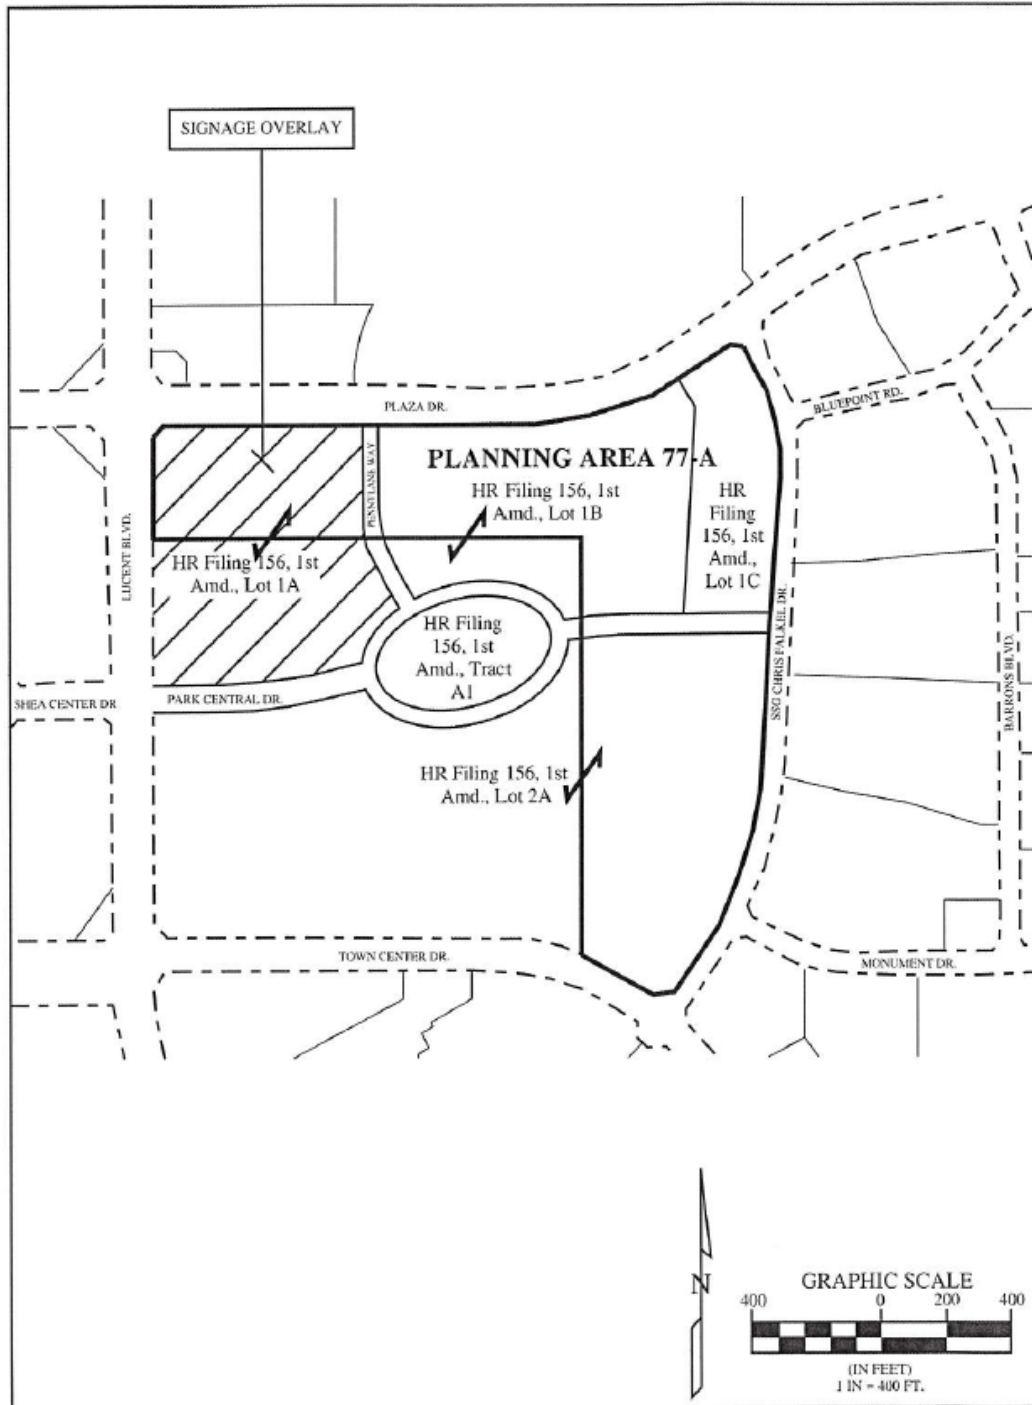 SIGNAGE OVERLAY
PLAZA DR.
BLUEPOINT RD.
PENNYLANE WAY
PLANNING AREA 77-A
HR Filing 156, 1st
Amd., Lot 1B
HR
Filing
156, 1st
Amd.,
Lot 1C
LUCENT BLVD.
HR Filing 156, 1st
Amd., Lot 1A
HR Filing
156, 1st
Amd., Tract
A1
SSG CHRIS FALKEL DR.
BARRONS BLVD.
SHEA CENTER DR
PARK CENTRAL DR.
HR Filing 156, 1st
Amd., Lot 2A
TOWN CENTER DR.
MONUMENT DR.
N
GRAPHIC SCALE
400 0 200 400
(IN FEET)
1 IN = 400 FT.